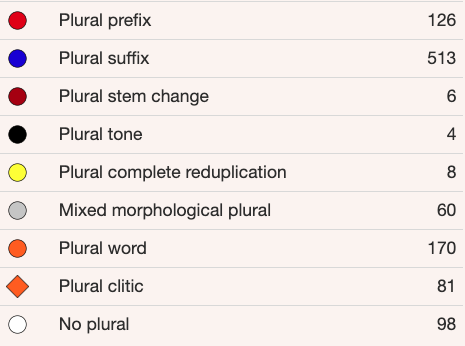 Plural prefix 126
Plural suffix 513
Plural stem change 6
Plural tone 4
Plural complete reduplication 8
Mixed morphological plural 60
Plural word 170
Plural clitic 81
No plural 98